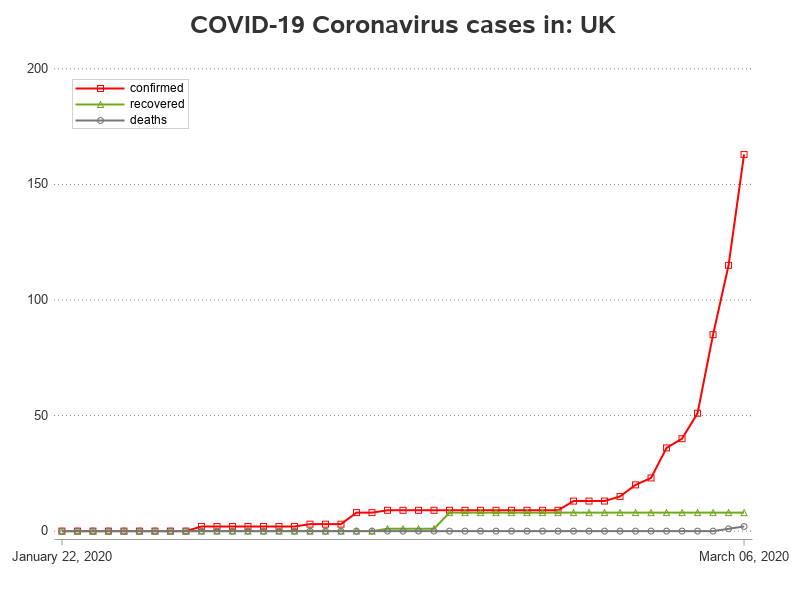 COVID-19 Coronavirus cases in: UK
200
confirmed
recovered
deaths
150
100
50
0
January 22, 2020
March 06, 2020